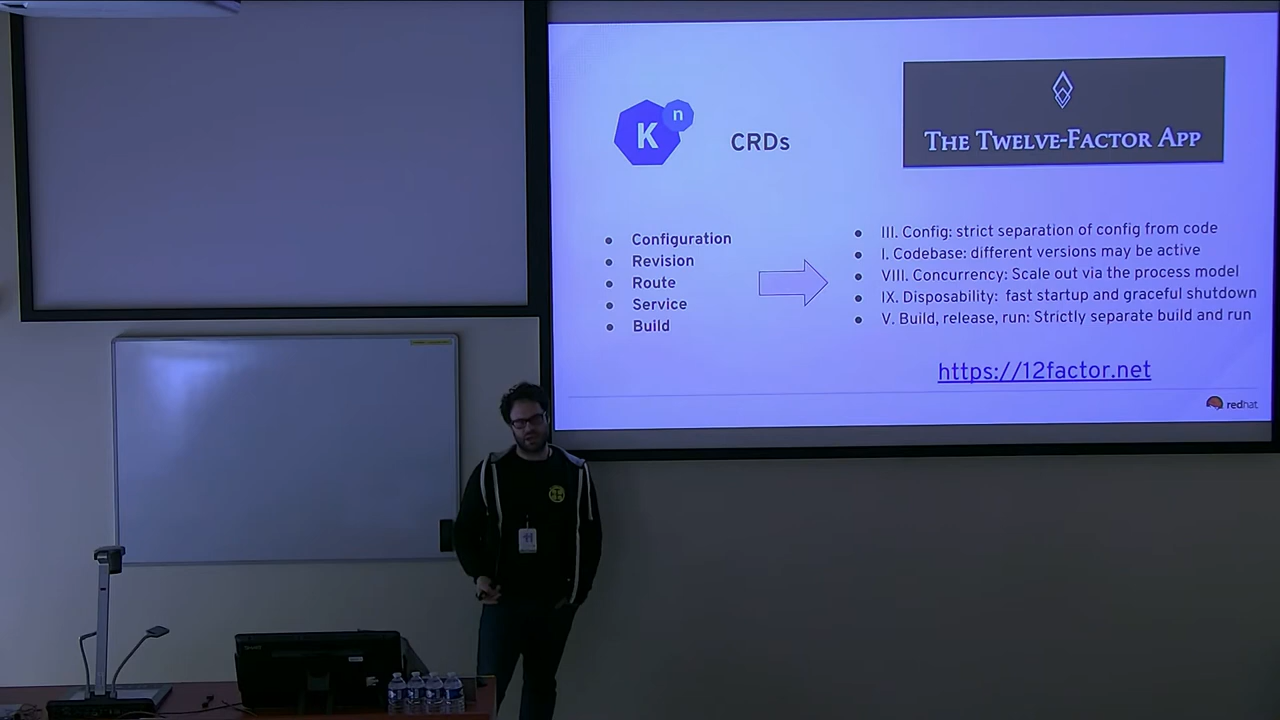 K
n
CRDs
THE TWELVE-FACTOR APP
Configuration
Revision
Route
Service
Build
III. Config: strict separation of config from code
I. Codebase: different versions may be active
VIII. Concurrency: Scale out via the process model
IX. Disposability: fast startup and graceful shutdown
V. Build, release, run: Strictly separate build and run
https://12factor.net
redhat